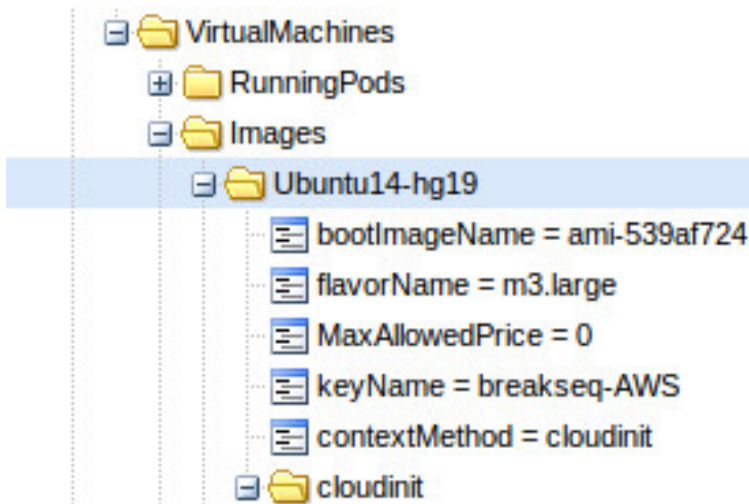 VirtualMachines
RunningPods
Images
Ubuntu14-hg19
bootImageName = ami-539af724
flavorName = m3.large
MaxAllowedPrice = 0
keyName = breakseq-AWS
contextMethod = cloudinit
cloudinit